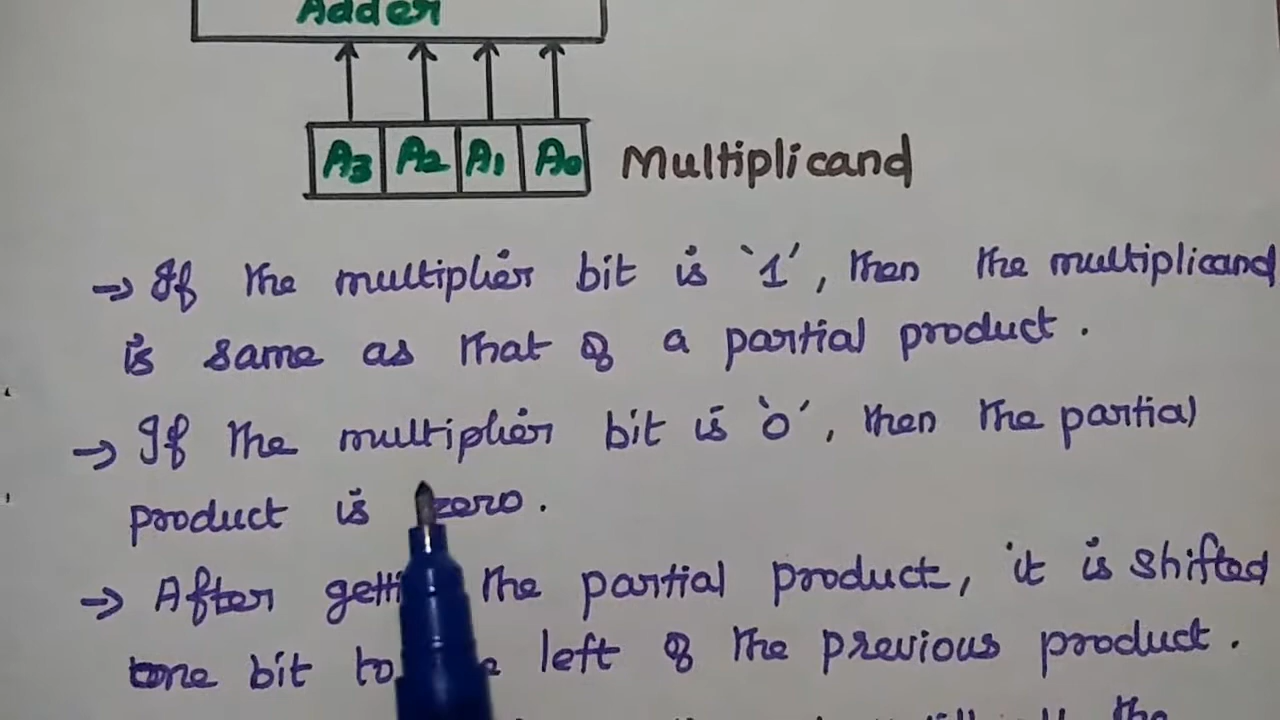 Adder
A3 A2 A1 A0 Multiplicand
→ If the multiplier bit is '1', then the multiplicand
is same as that of a partial product.
→ If the multiplier bit is '0', then the partial
product is zero.
→ After the partial product, it is shifted
one bit to left of the previous product.
the